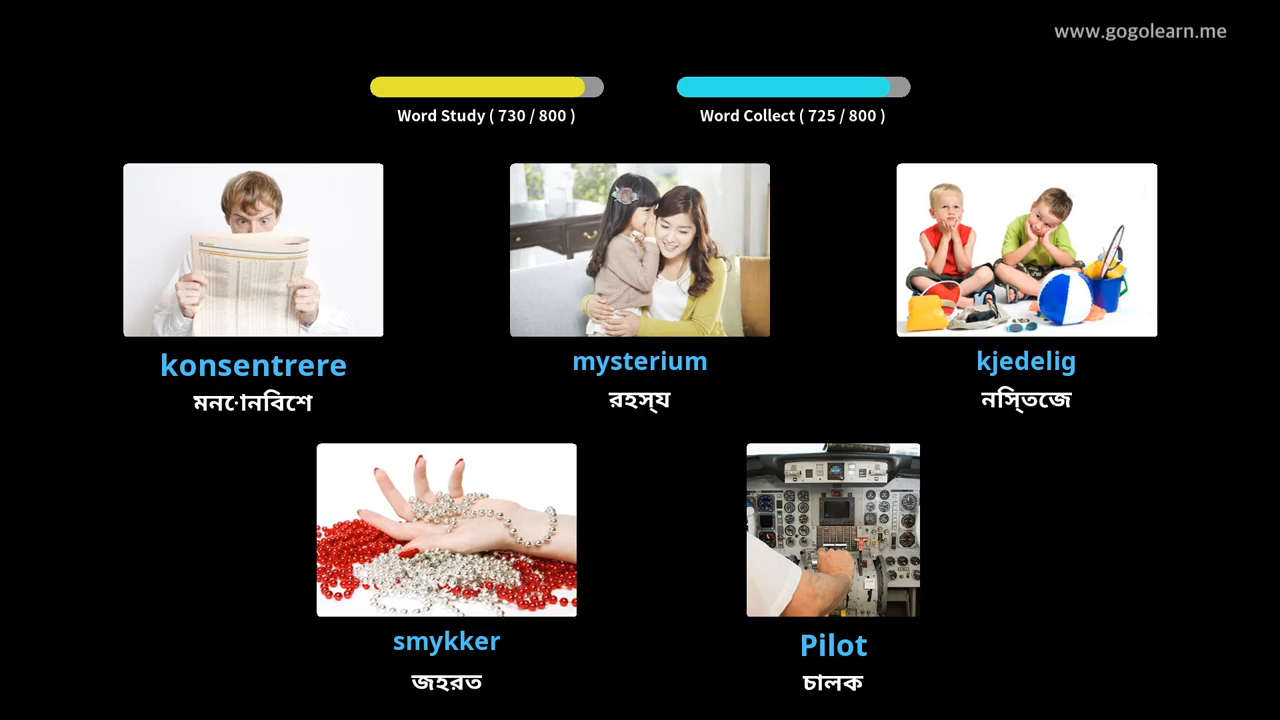 www.gogolearn.me
Word Study ( 730 / 800 )
Word Collect ( 725 / 800 )
konsentrere
mysterium
kjedelig
মনোনিবেশ
রহস্য
নিস্তেজ
smykker
Pilot
জহরত
চালক